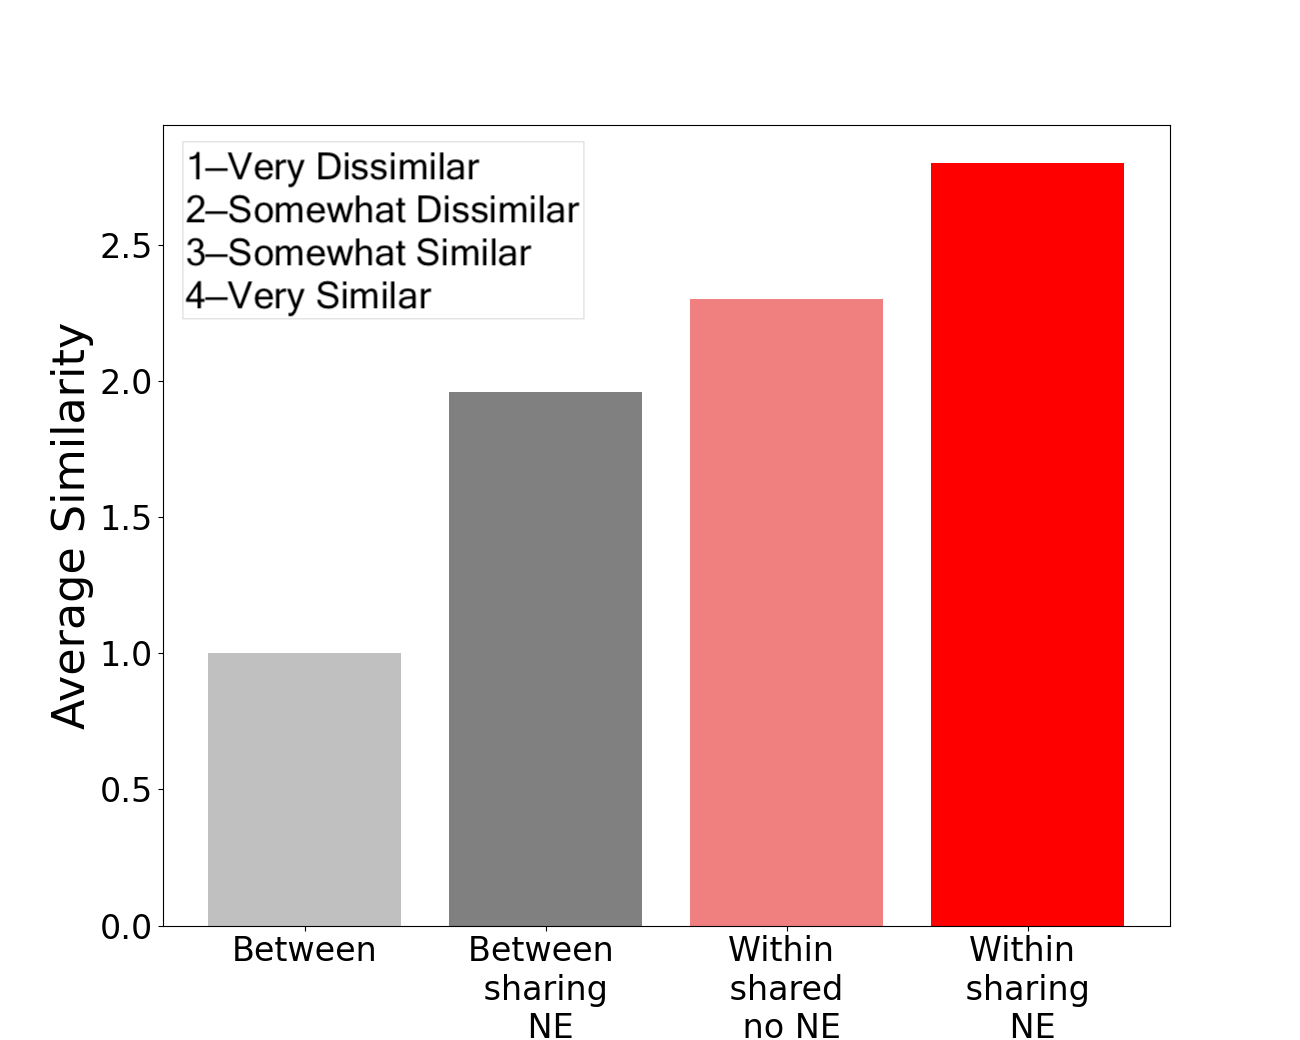 1—Very Dissimilar
2—Somewhat Dissimilar
3—Somewhat Similar
4—Very Similar
Average Similarity
2.5
2.0
1.5
1.0
0.5
0.0
Between
Between
sharing
NE
Within
shared
no NE
Within
sharing
NE